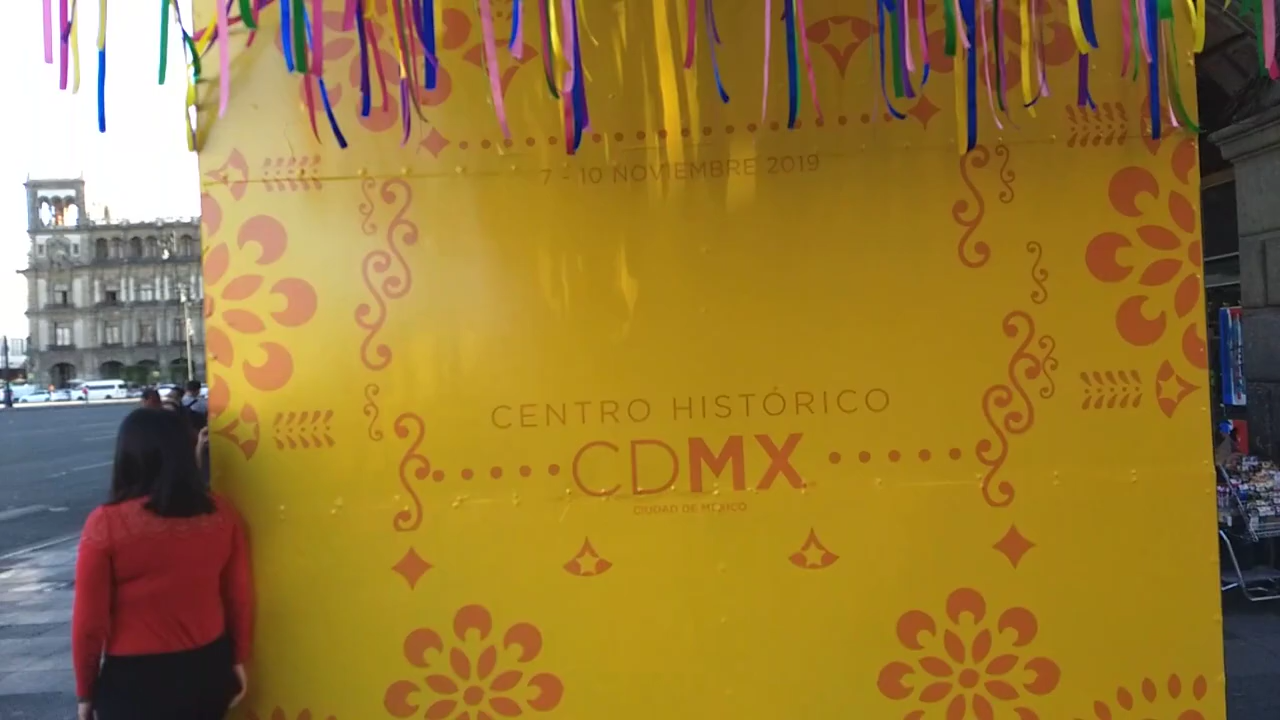 7 - 10 NOVIEMBRE 2019
CENTRO HISTÓRICO
CDMX
CIUDAD DE MÉXICO